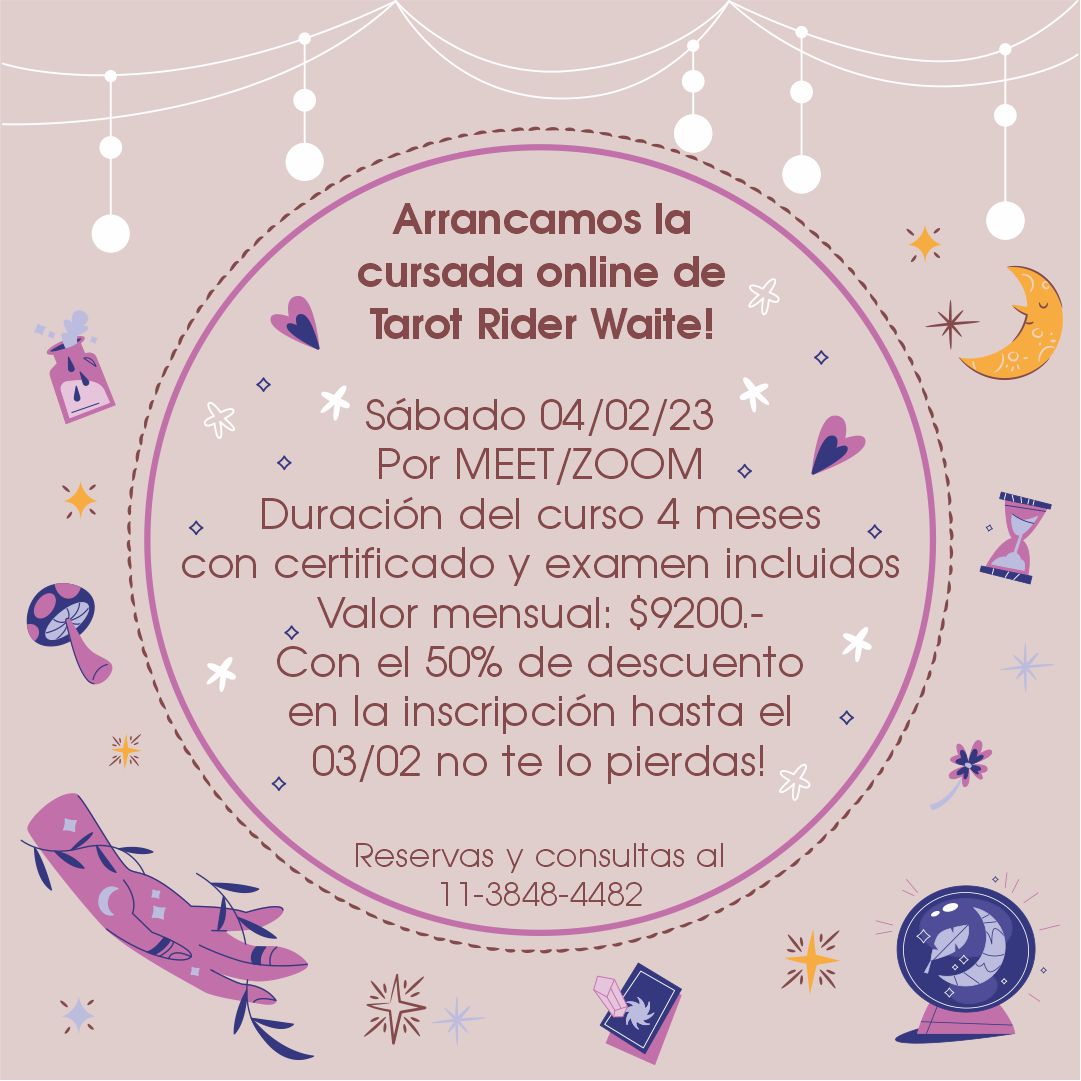 Arrancamos la
cursada online de
Tarot Rider Waite!
Sábado 04/02/23
Por MEET/ZOOM
Duración del curso 4 meses
con certificado y examen incluidos
Valor mensual: $9200.-
Con el 50% de descuento
en la inscripción hasta el
03/02 no te lo pierdas!
Reservas y consultas al
11-3848-4482